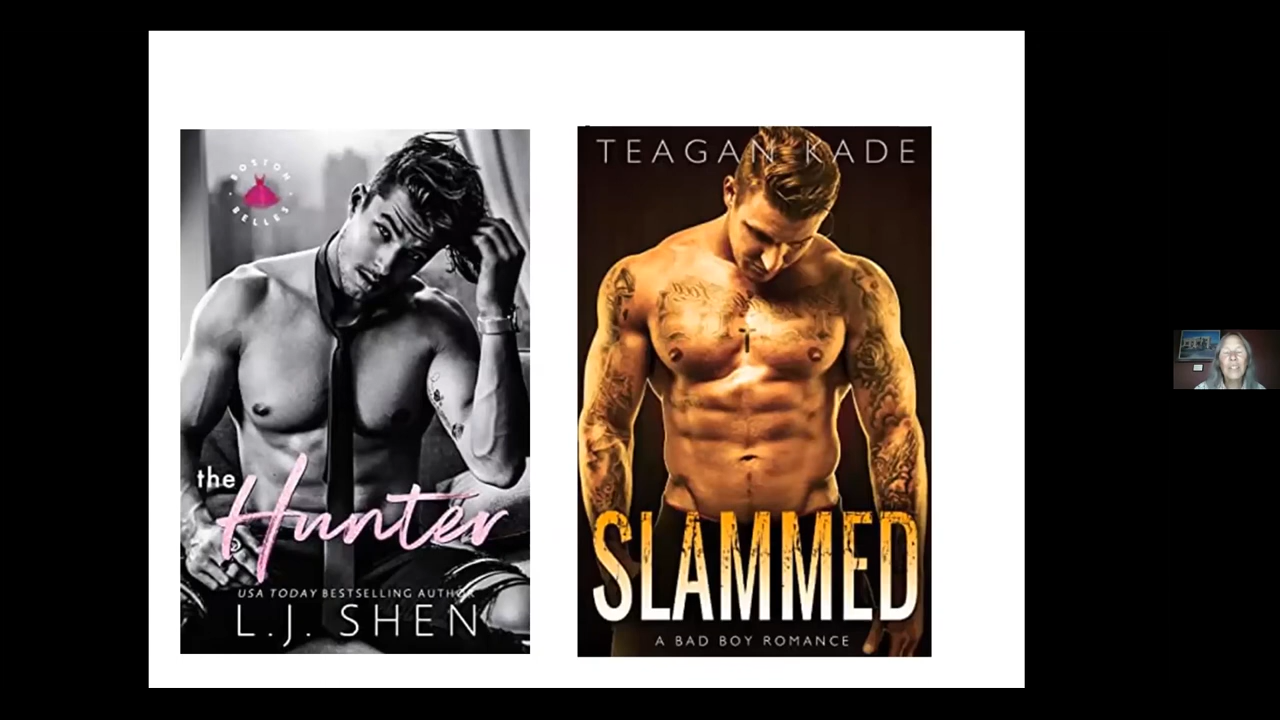 BOSTON
BELLES
the
Hunter
USA TODAY BESTSELLING AUTHOR
L.J. SHEN
TEAGAN KADE
SLAMMED
A BAD BOY ROMANCE